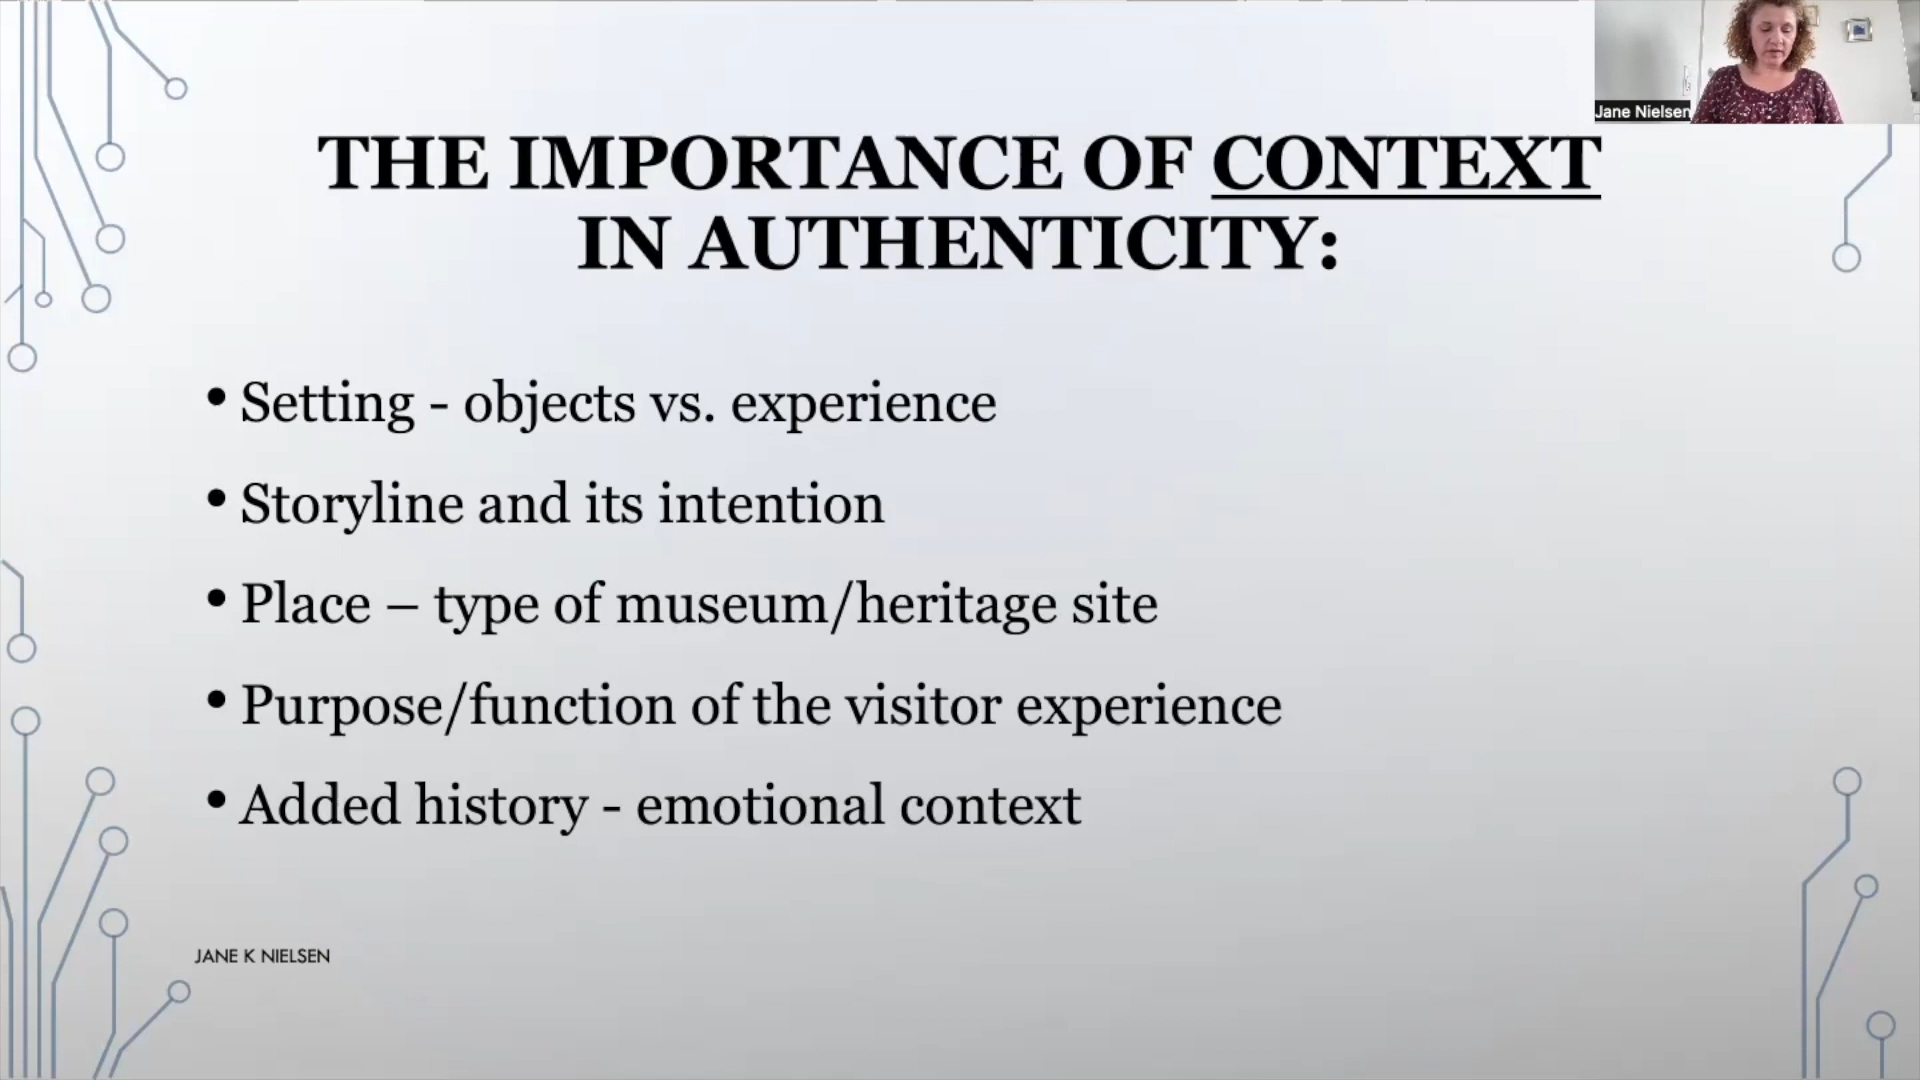 Jane Nielsen
THE IMPORTANCE OF CONTEXT
IN AUTHENTICITY:
• Setting - objects vs. experience
• Storyline and its intention
• Place – type of museum/heritage site
• Purpose/function of the visitor experience
• Added history - emotional context
JANE K NIELSEN